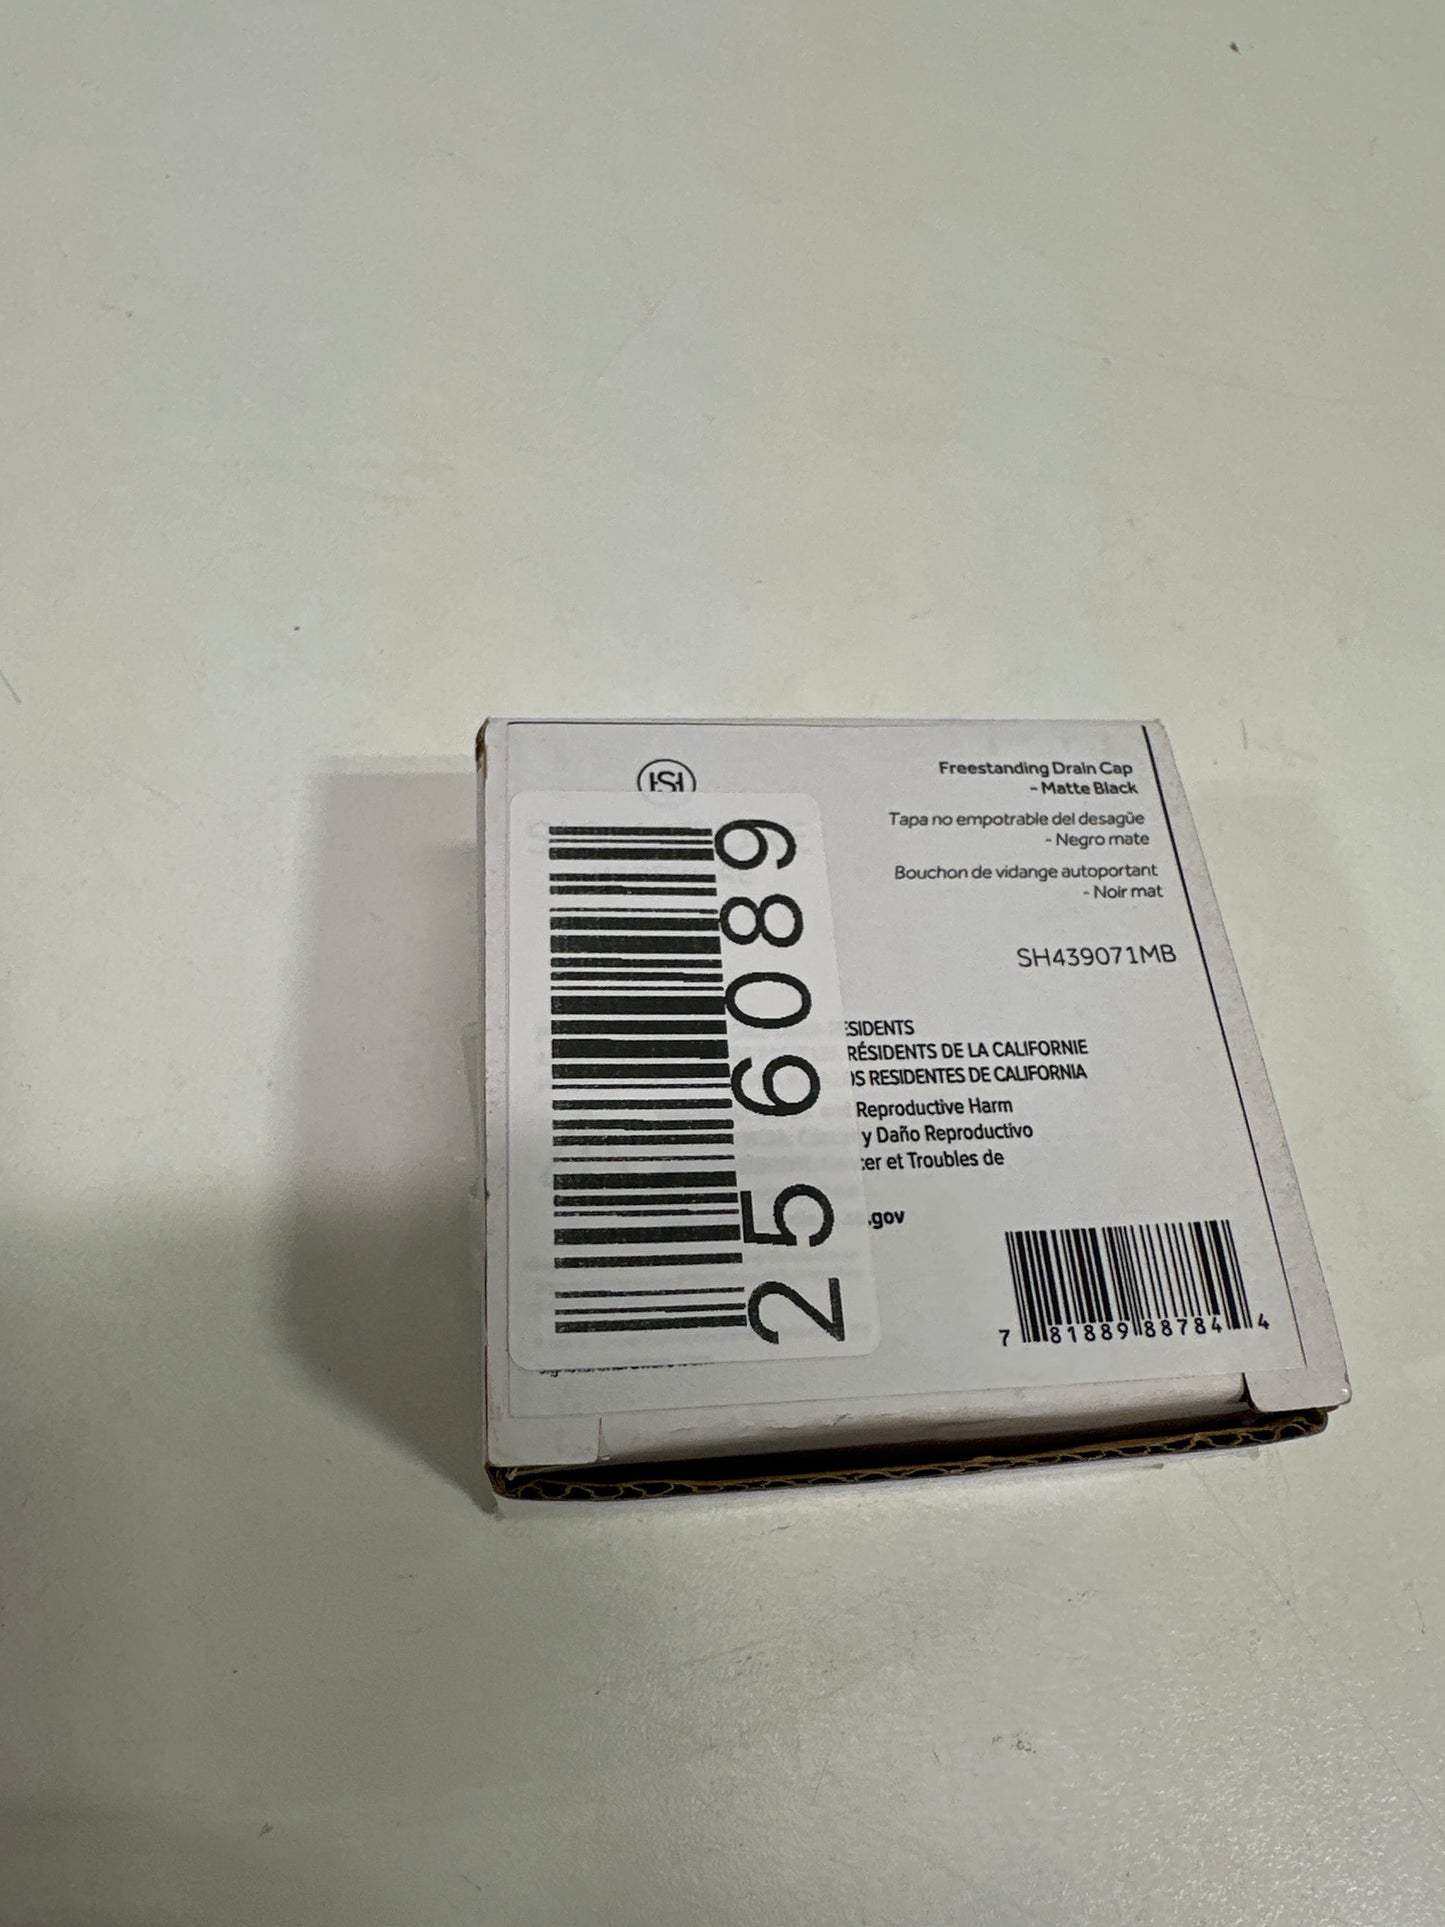 SH
Freestanding Drain Cap
- Matte Black
Tapa no empotrable del desagüe
- Negro mate
Bouchon de vidange autoportant
- Noir mat
SH439071MB
256089
RÉSIDENTS DE LA CALIFORNIE
RESIDENTES DE CALIFORNIA
Reproductive Harm
y Daño Reproductivo
et Troubles de
.gov
7 81889 88784 4